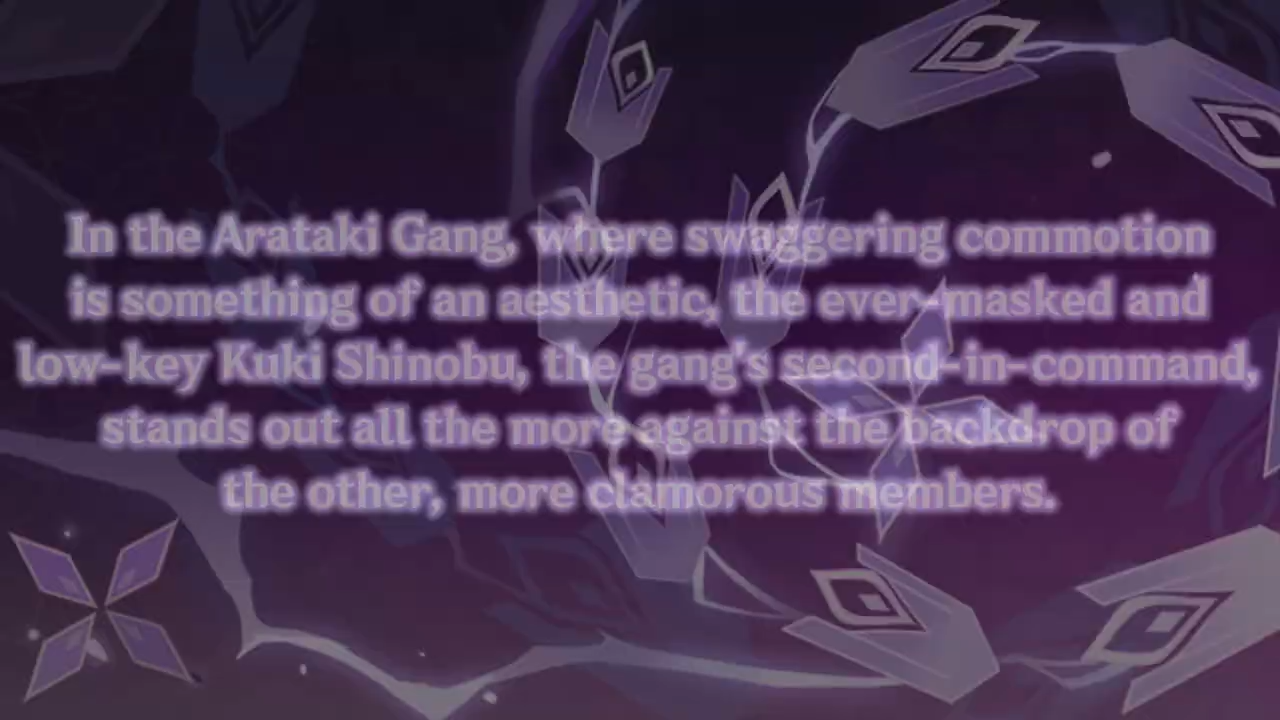 In the Arataki Gang, where swaggering commotion
is something of an aesthetic, the ever-masked and
low-key Kuki Shinobu, the gang's second-in-command,
stands out all the more against the backdrop of
the other, more clamorous members.